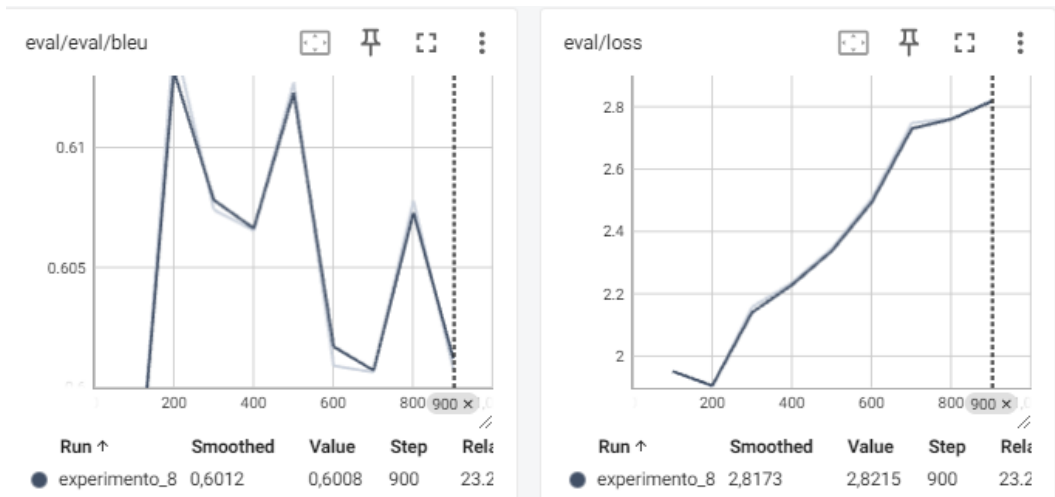 eval/eval/bleu
0.61
0.605
200
400
600
800
900 ×
Run ↑ Smoothed Value Step Rela
experimento_8 0,6012 0,6008 900 23.2
eval/loss
2.8
2.6
2.4
2.2
2
200
400
600
800
900 ×
Run ↑ Smoothed Value Step Rela
experimento_8 2,8173 2,8215 900 23.2